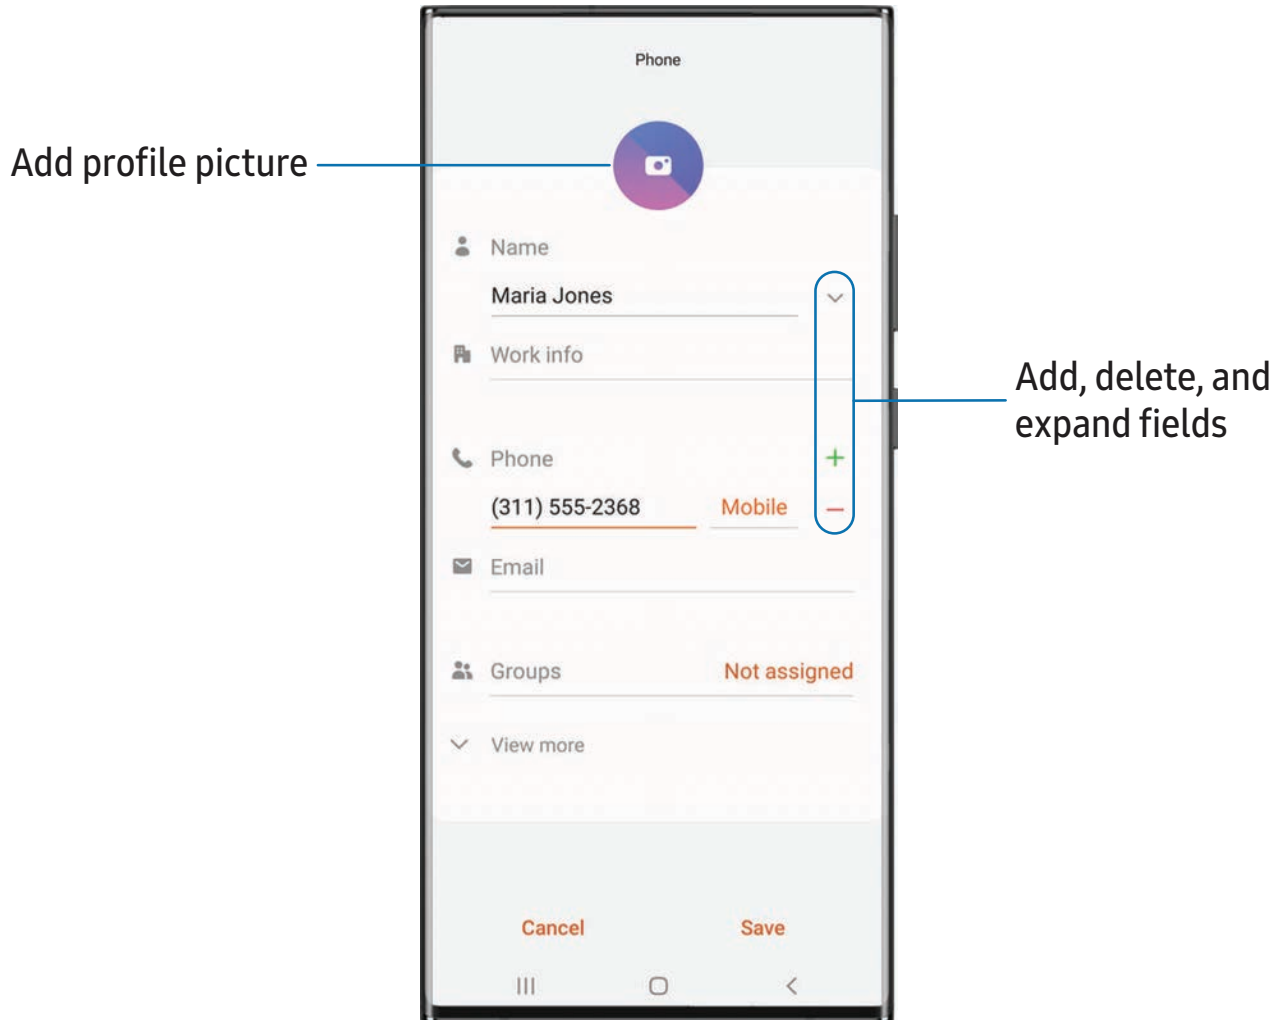 Phone
Add profile picture
Name
Maria Jones
Work info
Add, delete, and
expand fields
Phone
(311) 555-2368 Mobile
Email
Groups Not assigned
View more
Cancel Save